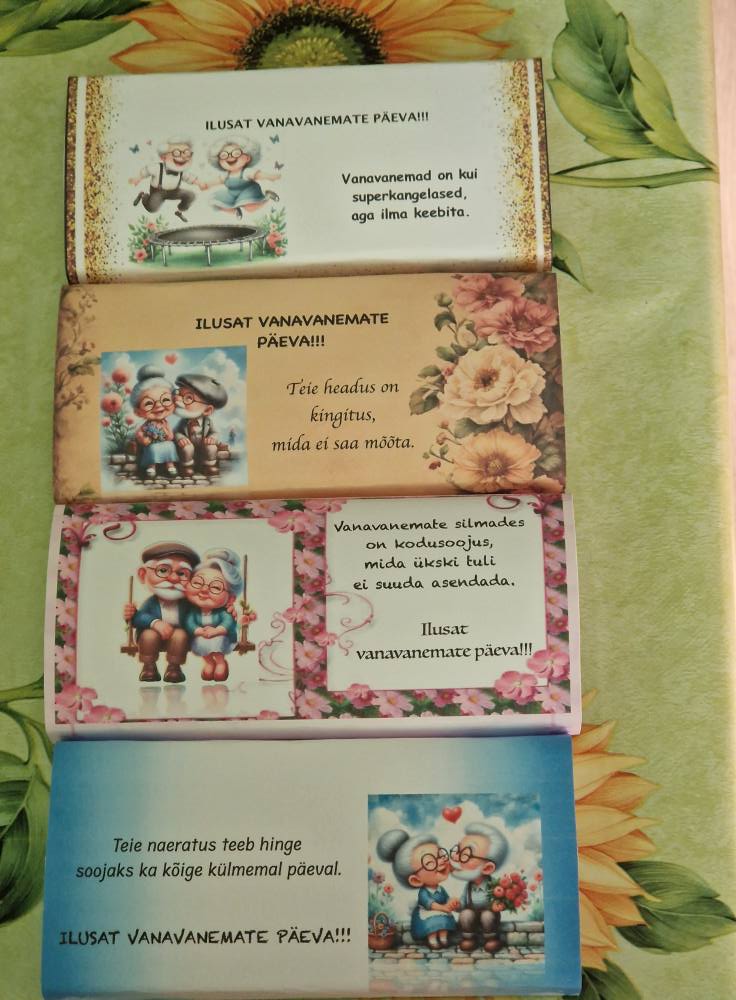 ILUSAT VANAVANEMATE PÄEVA!!!
Vanavanemad on kui
superkangelased,
aga ilma keebita.
ILUSAT VANAVANEMATE
PÄEVA!!!
Teie headus on
kingitus,
mida ei saa mõõta.
Vanavanemate silmades
on kodusoojus,
mida ükski tuli
ei suuda asendada.
Ilusat
vanavanemate päeva!!!
Teie naeratus teeb hinge
soojaks ka kõige külmemal päeval.
ILUSAT VANAVANEMATE PÄEVA!!!